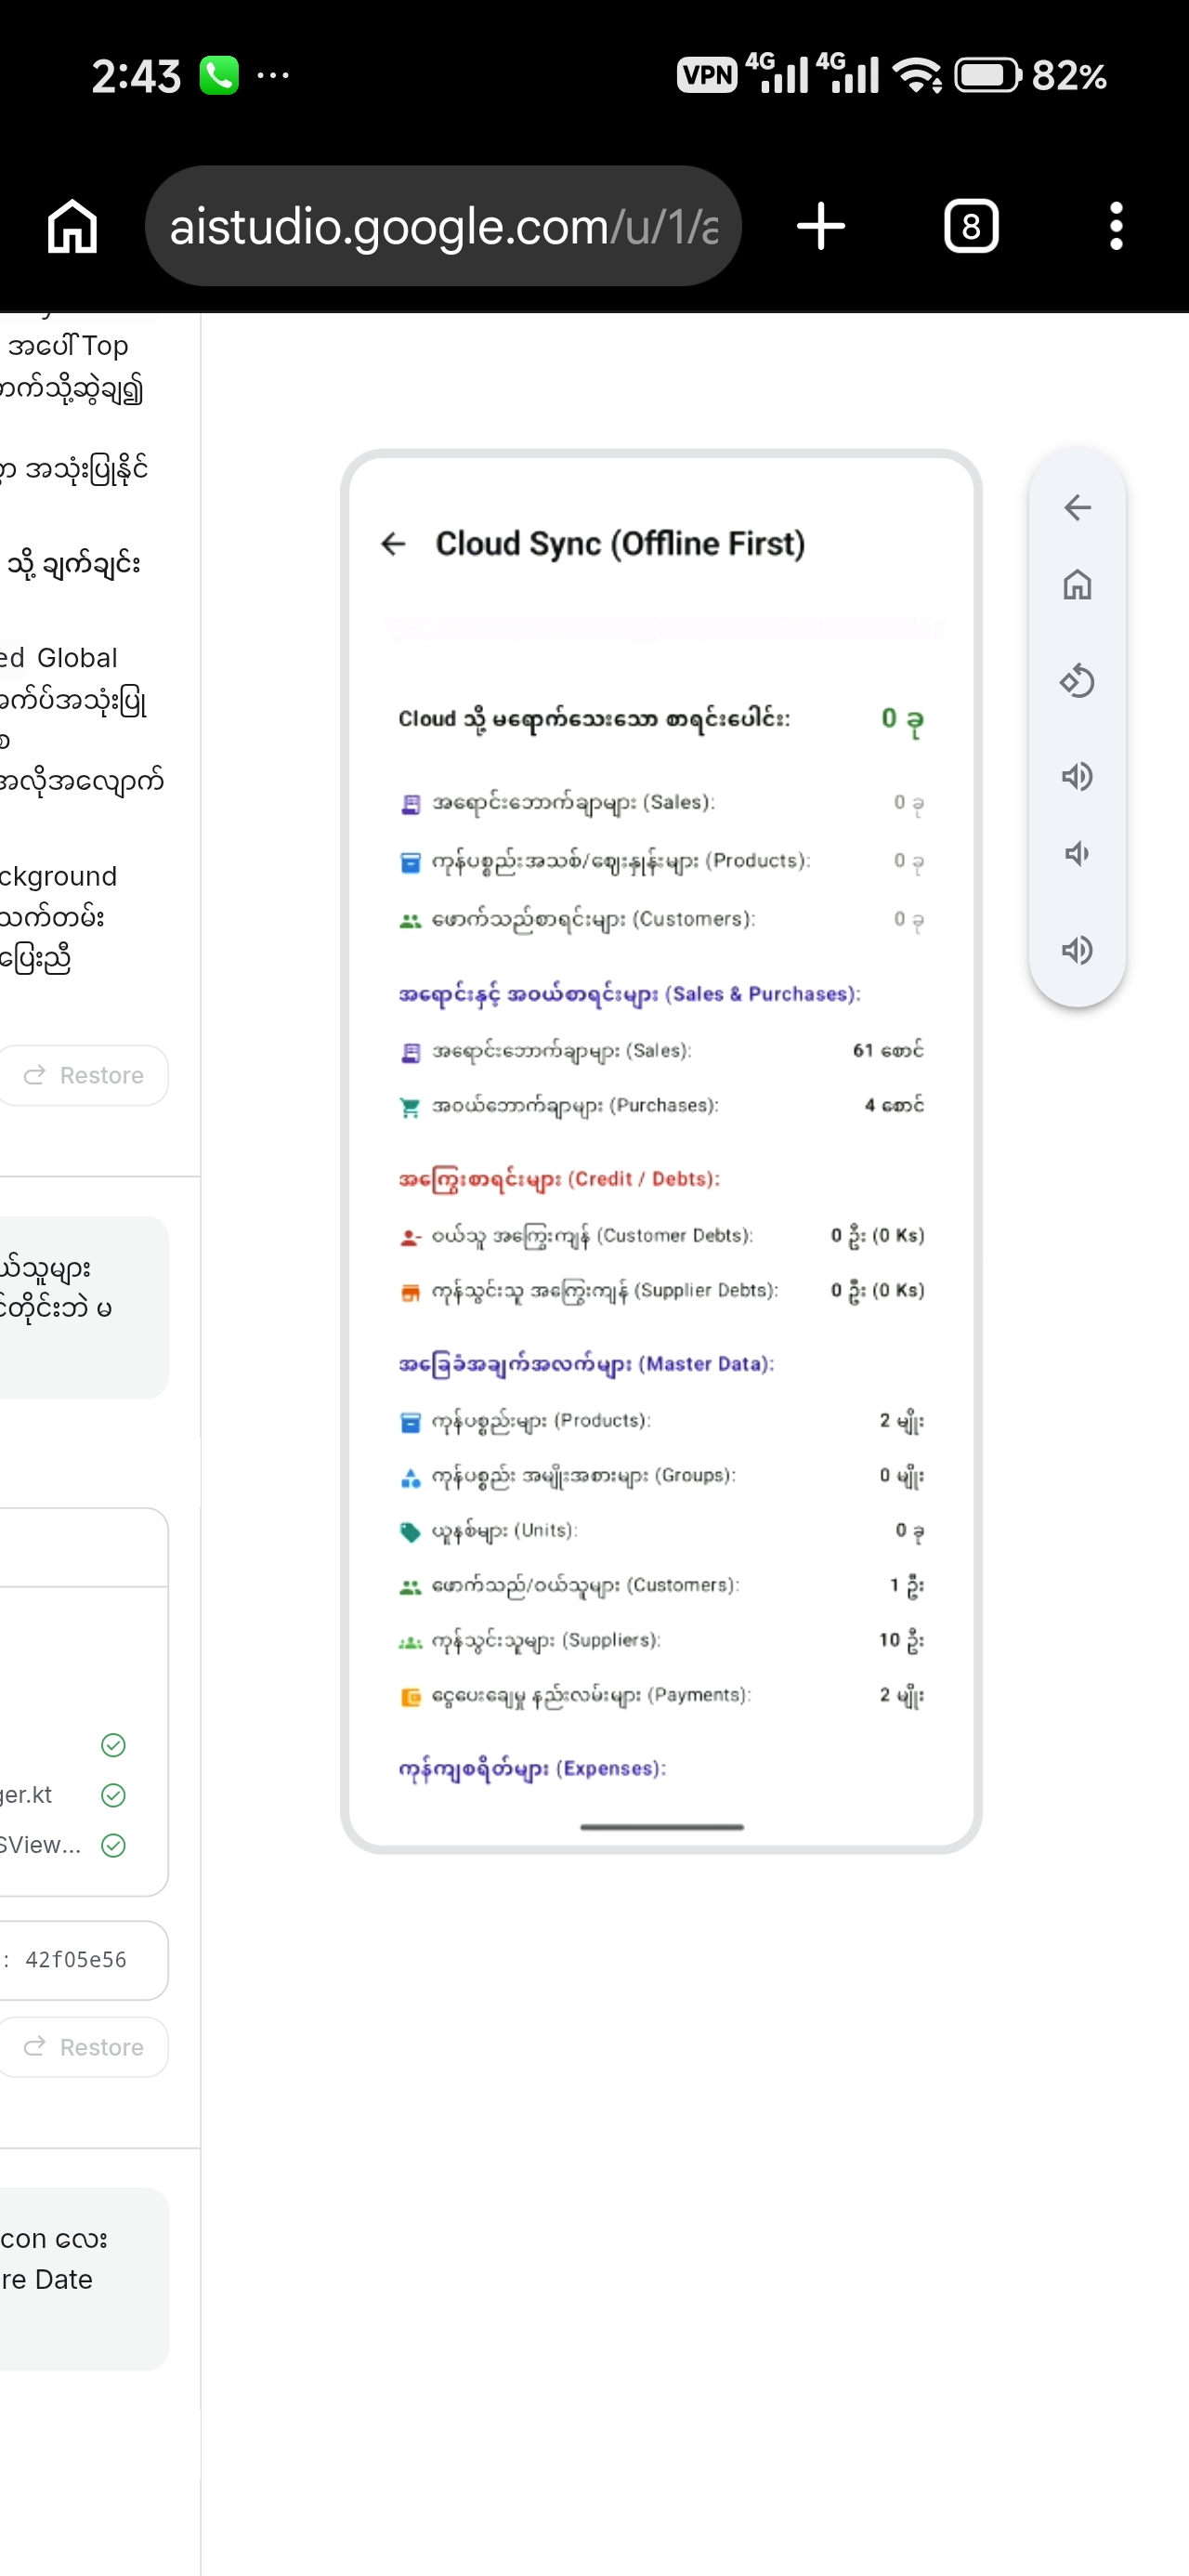 2:43
VPN 4G 4G 82%
aistudio.google.com/u/1/a
8
အပေါ် Top
သို့ဆွဲချ၍
အသုံးပြုနိုင်
သို့ ချက်ချင်း
ed Global
က်ပ်အသုံးပြု
အလိုအလျောက်
ckground
သက်တမ်း
ပြေးညီ
Restore
ယ်သူများ
တိုင်းဘဲ မ
ger.kt
SView...
: 42f05e56
Restore
con လေး
re Date
Cloud Sync (Offline First)
Cloud သို့ မရောက်သေးသော စာရင်းပေါင်း: 0 ခု
အရောင်းဘောက်ချာများ (Sales): 0 ခု
ကုန်ပစ္စည်းအသစ်/ဈေးနှုန်းများ (Products): 0 ခု
ဖောက်သည်စာရင်းများ (Customers): 0 ခု
အရောင်းနှင့် အဝယ်စာရင်းများ (Sales & Purchases):
အရောင်းဘောက်ချာများ (Sales): 61 စောင်
အဝယ်ဘောက်ချာများ (Purchases): 4 စောင်
အကြွေးစာရင်းများ (Credit / Debts):
ဝယ်သူ အကြွေးကျန် (Customer Debts): 0 ဦး (0 Ks)
ကုန်သွင်းသူ အကြွေးကျန် (Supplier Debts): 0 ဦး (0 Ks)
အခြေခံအချက်အလက်များ (Master Data):
ကုန်ပစ္စည်းများ (Products): 2 မျိုး
ကုန်ပစ္စည်း အမျိုးအစားများ (Groups): 0 မျိုး
ယူနစ်များ (Units): 0 ခု
ဖောက်သည်/ဝယ်သူများ (Customers): 1 ဦး
ကုန်သွင်းသူများ (Suppliers): 10 ဦး
ငွေပေးချေမှု နည်းလမ်းများ (Payments): 2 မျိုး
ကုန်ကျစရိတ်များ (Expenses):